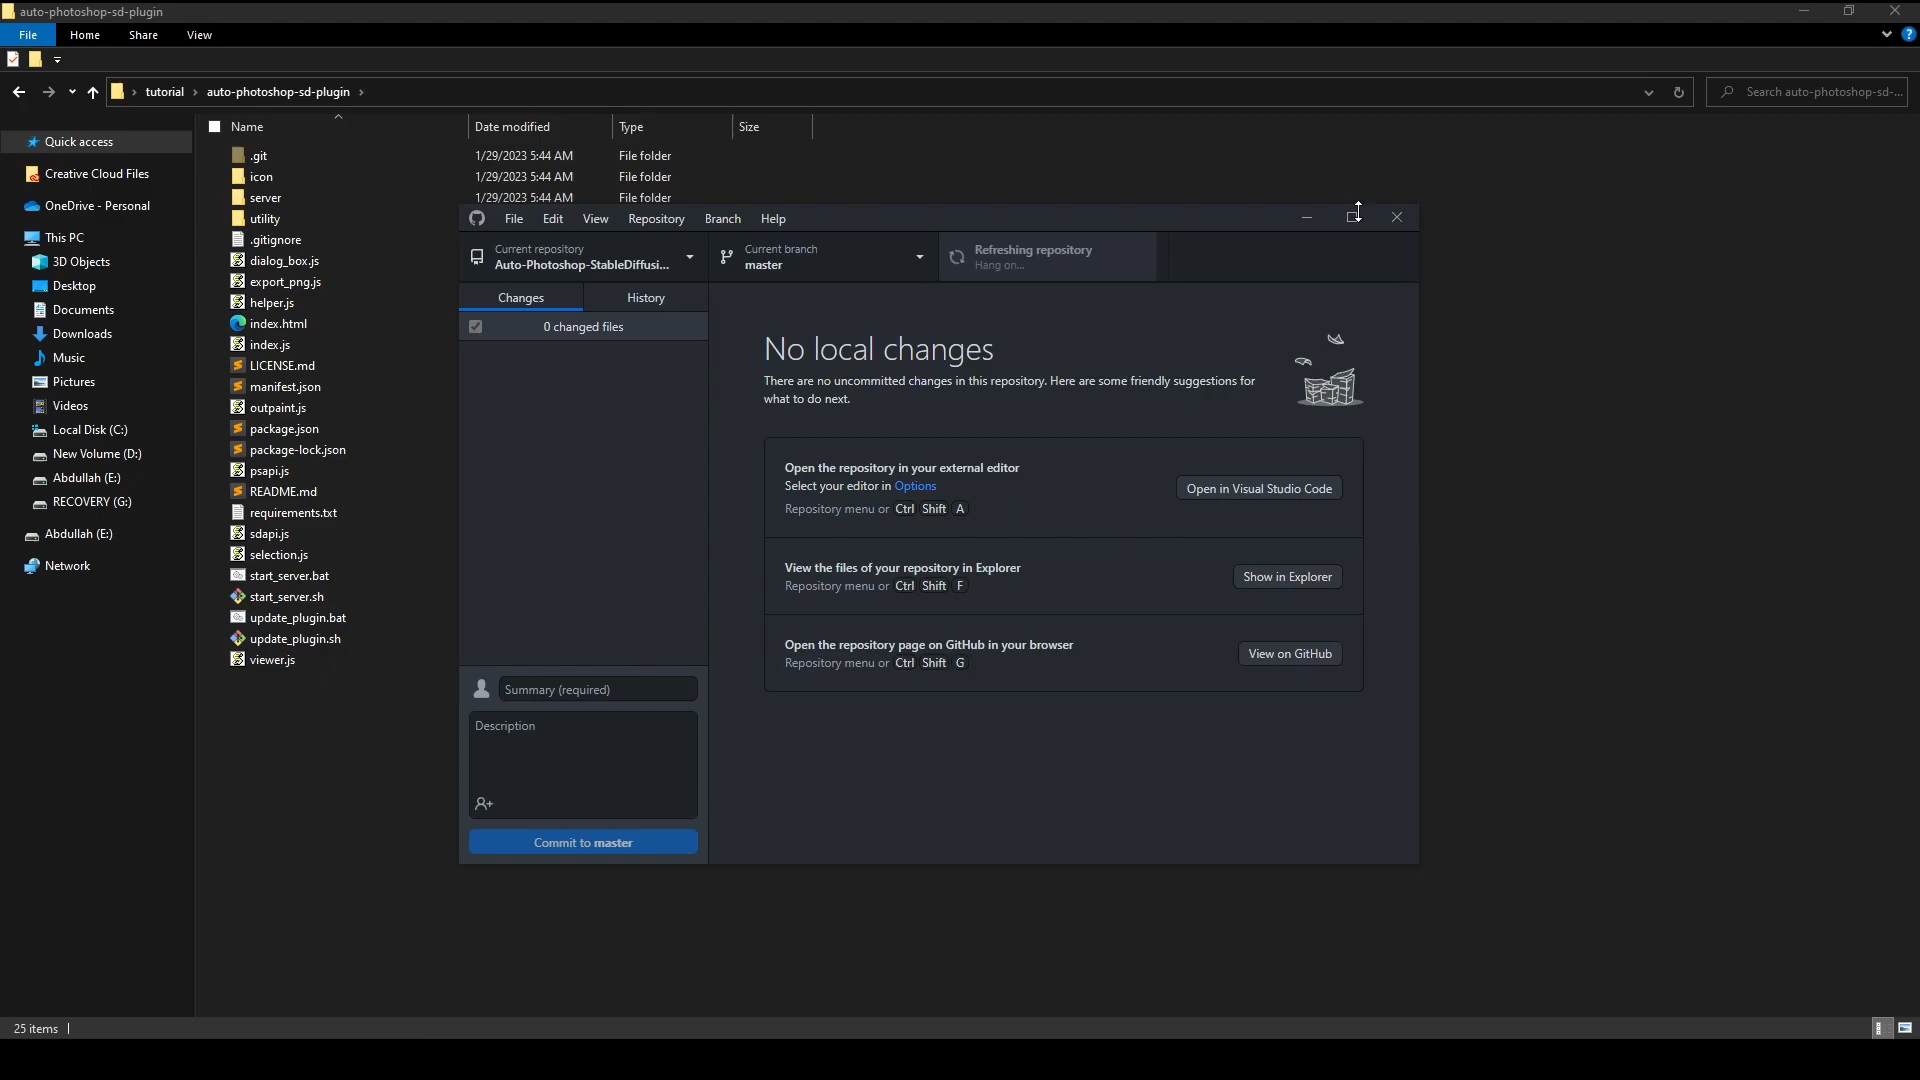 auto-photoshop-sd-plugin
File Home Share View
tutorial auto-photoshop-sd-plugin
Search auto-photoshop-sd-...
Quick access
Creative Cloud Files
OneDrive - Personal
This PC
3D Objects
Desktop
Documents
Downloads
Music
Pictures
Videos
Local Disk (C:)
New Volume (D:)
Abdullah (E:)
RECOVERY (G:)
Abdullah (E:)
Network
Name Date modified Type Size
.git 1/29/2023 5:44 AM File folder
icon 1/29/2023 5:44 AM File folder
server 1/29/2023 5:44 AM File folder
utility
.gitignore
dialog_box.js
export_png.js
helper.js
index.html
index.js
LICENSE.md
manifest.json
outpaint.js
package.json
package-lock.json
psapi.js
README.md
requirements.txt
sdapi.js
selection.js
start_server.bat
start_server.sh
update_plugin.bat
update_plugin.sh
viewer.js
File Edit View Repository Branch Help
Current repository
Auto-Photoshop-StableDiffusi...
Current branch
master
Refreshing repository
Hang on...
Changes History
0 changed files
Summary (required)
Description
Commit to master
No local changes
There are no uncommitted changes in this repository. Here are some friendly suggestions for
what to do next.
Open the repository in your external editor
Select your editor in Options
Repository menu or Ctrl Shift A
Open in Visual Studio Code
View the files of your repository in Explorer
Repository menu or Ctrl Shift F
Show in Explorer
Open the repository page on GitHub in your browser
Repository menu or Ctrl Shift G
View on GitHub
25 items